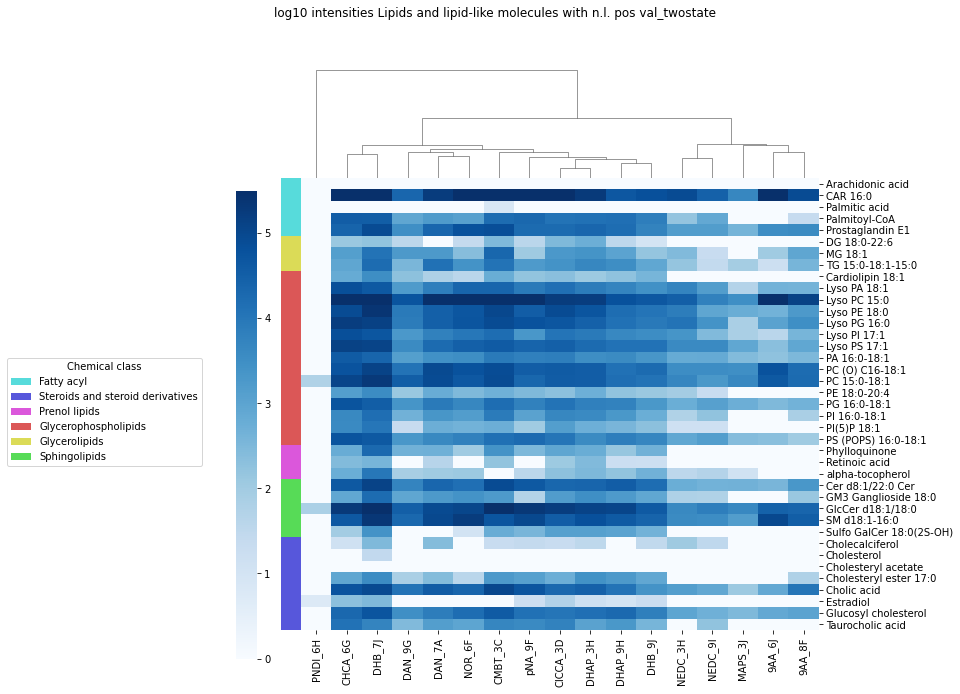 log10 intensities Lipids and lipid-like molecules with n.l. pos val_twostate
Arachidonic acid
CAR 16:0
Palmitic acid
Palmitoyl-CoA
Prostaglandin E1
DG 18:0-22:6
MG 18:1
TG 15:0-18:1-15:0
Cardiolipin 18:1
Lyso PA 18:1
Lyso PC 15:0
Lyso PE 18:0
Lyso PG 16:0
Lyso PI 17:1
Lyso PS 17:1
PA 16:0-18:1
PC (O) C16-18:1
PC 15:0-18:1
PE 18:0-20:4
PG 16:0-18:1
PI 16:0-18:1
PI(5)P 18:1
PS (POPS) 16:0-18:1
Phylloquinone
Retinoic acid
alpha-tocopherol
Cer d8:1/22:0 Cer
GM3 Ganglioside 18:0
GlcCer d18:1/18:0
SM d18:1-16:0
Sulfo GalCer 18:0(2S-OH)
Cholecalciferol
Cholesterol
Cholesteryl acetate
Cholesteryl ester 17:0
Cholic acid
Estradiol
Glucosyl cholesterol
Taurocholic acid
5
4
3
2
1
0
Chemical class
Fatty acyl
Steroids and steroid derivatives
Prenol lipids
Glycerophospholipids
Glycerolipids
Sphingolipids
PNDI_6H
CHCA_6G
DHB_7J
DAN_9G
DAN_7A
NOR_6F
CMBT_3C
pNA_9F
CICCA_3D
DHAP_3H
DHAP_9H
DHB_9J
NEDC_3H
NEDC_9I
MAPS_3J
9AA_6J
9AA_8F